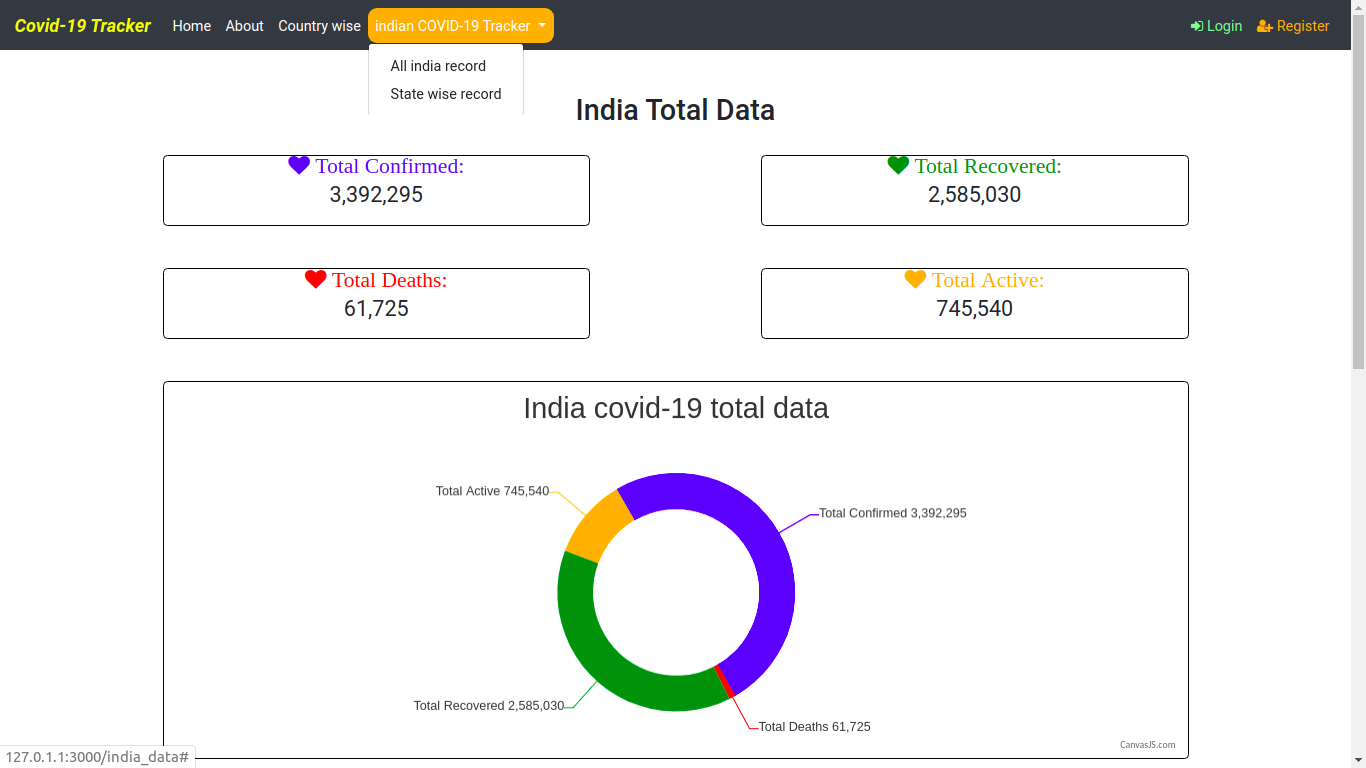 Covid-19 Tracker Home About Country wise indian COVID-19 Tracker Login Register
All india record
State wise record
India Total Data
Total Confirmed:
3,392,295
Total Recovered:
2,585,030
Total Deaths:
61,725
Total Active:
745,540
India covid-19 total data
Total Active 745,540
Total Confirmed 3,392,295
Total Recovered 2,585,030
Total Deaths 61,725
CanvasJS.com
127.0.1.1:3000/india_data#